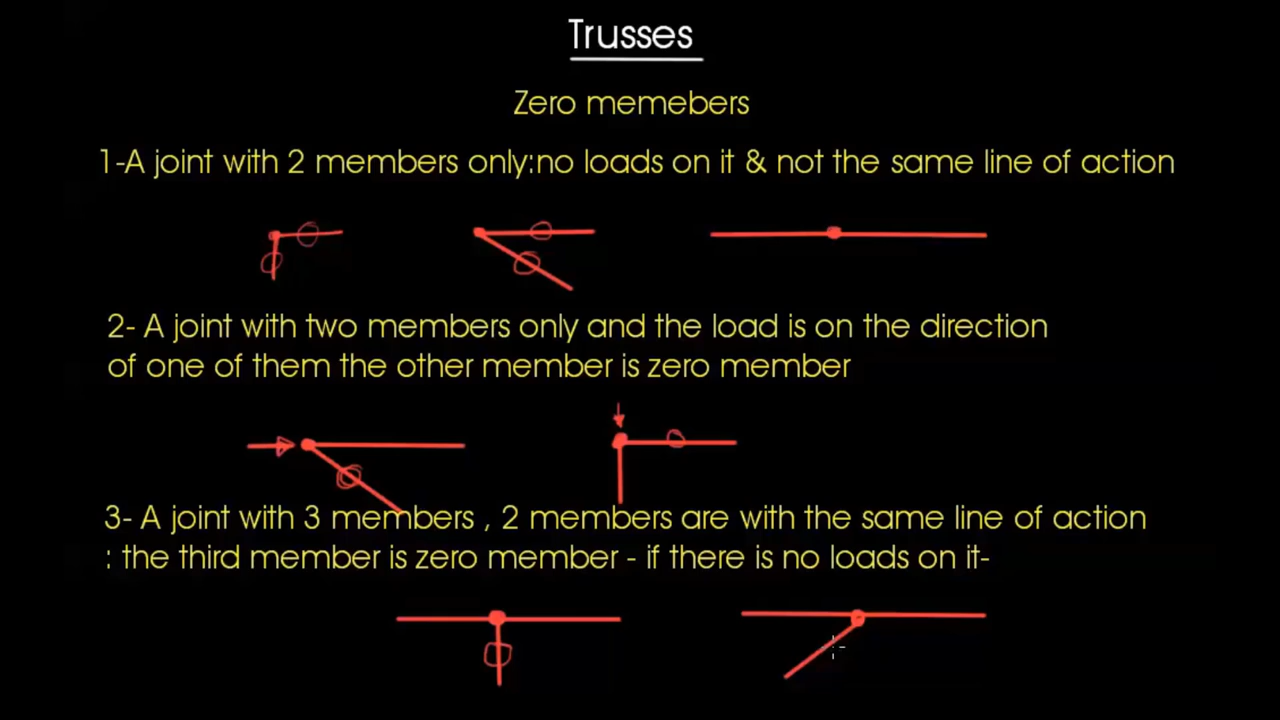 Trusses
Zero memebers
1-A joint with 2 members only:no loads on it & not the same line of action
2- A joint with two members only and the load is on the direction
of one of them the other member is zero member
3- A joint with 3 members , 2 members are with the same line of action
: the third member is zero member - if there is no loads on it-